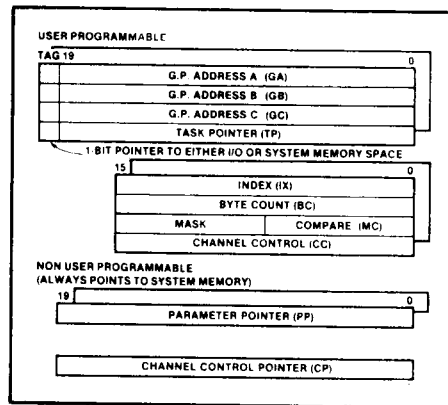 USER PROGRAMMABLE
TAG 19 0
G.P. ADDRESS A (GA)
G.P. ADDRESS B (GB)
G.P. ADDRESS C (GC)
TASK POINTER (TP)
1-BIT POINTER TO EITHER I/O OR SYSTEM MEMORY SPACE
15 0
INDEX (IX)
BYTE COUNT (BC)
MASK COMPARE (MC)
CHANNEL CONTROL (CC)
NON USER PROGRAMMABLE
(ALWAYS POINTS TO SYSTEM MEMORY)
19 0
PARAMETER POINTER (PP)
CHANNEL CONTROL POINTER (CP)